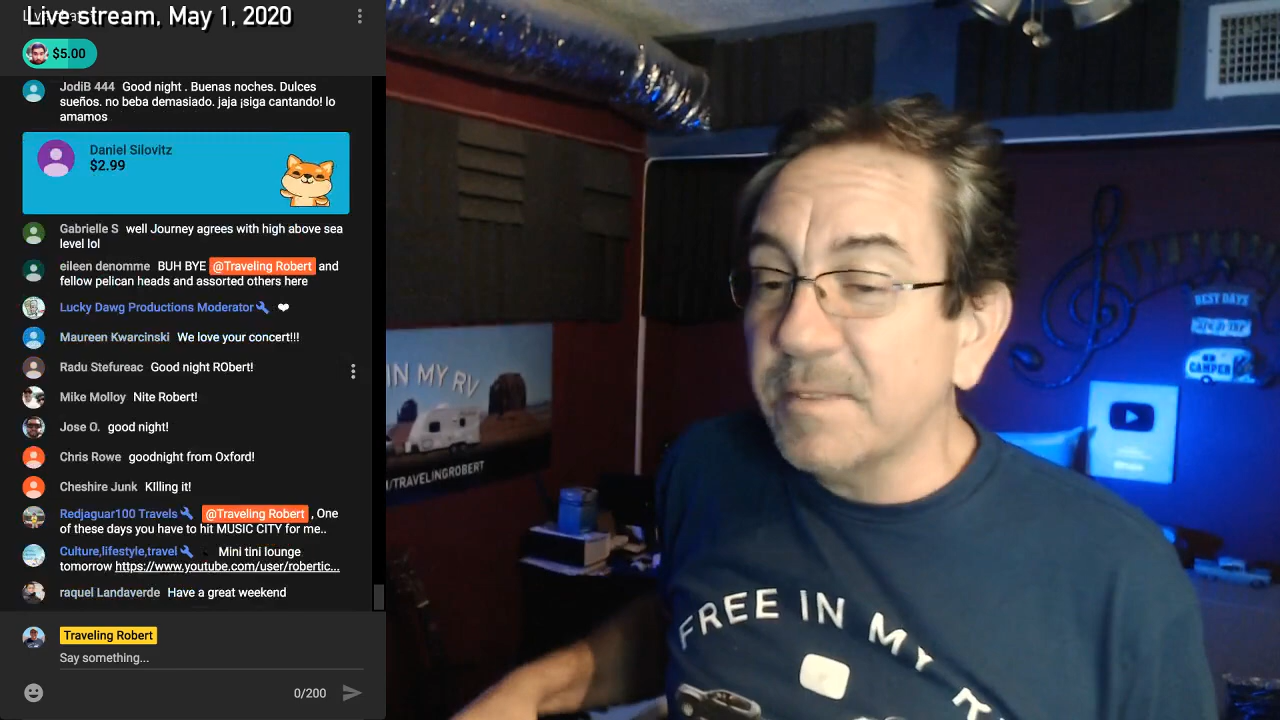 Live stream, May 1, 2020
$5.00
JodiB 444 Good night . Buenas noches. Dulces
sueños. no beba demasiado. jaja ¡siga cantando! lo
amamos
Daniel Silovitz
$2.99
Gabrielle S well Journey agrees with high above sea
level lol
eileen denomme BUH BYE @Traveling Robert and
fellow pelican heads and assorted others here
Lucky Dawg Productions Moderator ❤
Maureen Kwarcinski We love your concert!!!
Radu Stefureac Good night RObert!
Mike Molloy Nite Robert!
Jose O. good night!
Chris Rowe goodnight from Oxford!
Cheshire Junk KIlling it!
Redjaguar100 Travels @Traveling Robert , One
of these days you have to hit MUSIC CITY for me..
Culture,lifestyle,travel Mini tini lounge
tomorrow https://www.youtube.com/user/robertic...
raquel Landaverde Have a great weekend
Traveling Robert
Say something...
0/200
IN MY RV
/TRAVELINGROBERT
BEST DAYS
CAMPER
FREE IN MY